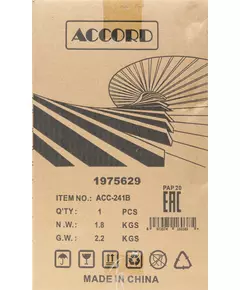 ACCORD
1975629
PAP 20
ITEM NO.: ACC-241B
EAC
Q'TY : 1 PCS
N.W. : 1.8 KGS
G.W. : 2.2 KGS
MADE IN CHINA